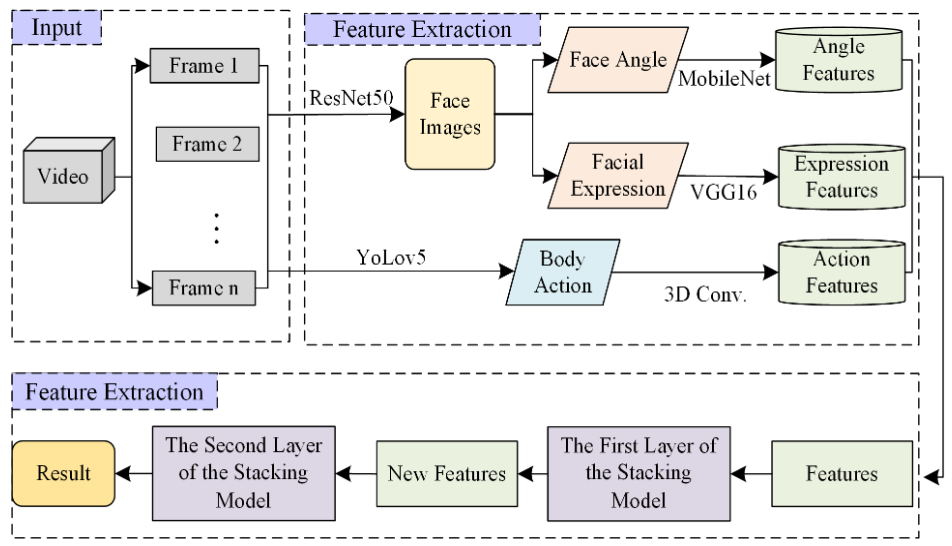 Input
Feature Extraction
Frame 1
Frame 2
Video
Frame n
ResNet50
Face
Images
Face Angle
MobileNet
Angle
Features
Facial
Expression
VGG16
Expression
Features
YoLov5
Body
Action
3D Conv.
Action
Features
Feature Extraction
Result
The Second Layer
of the Stacking
Model
New Features
The First Layer of
the Stacking
Model
Features